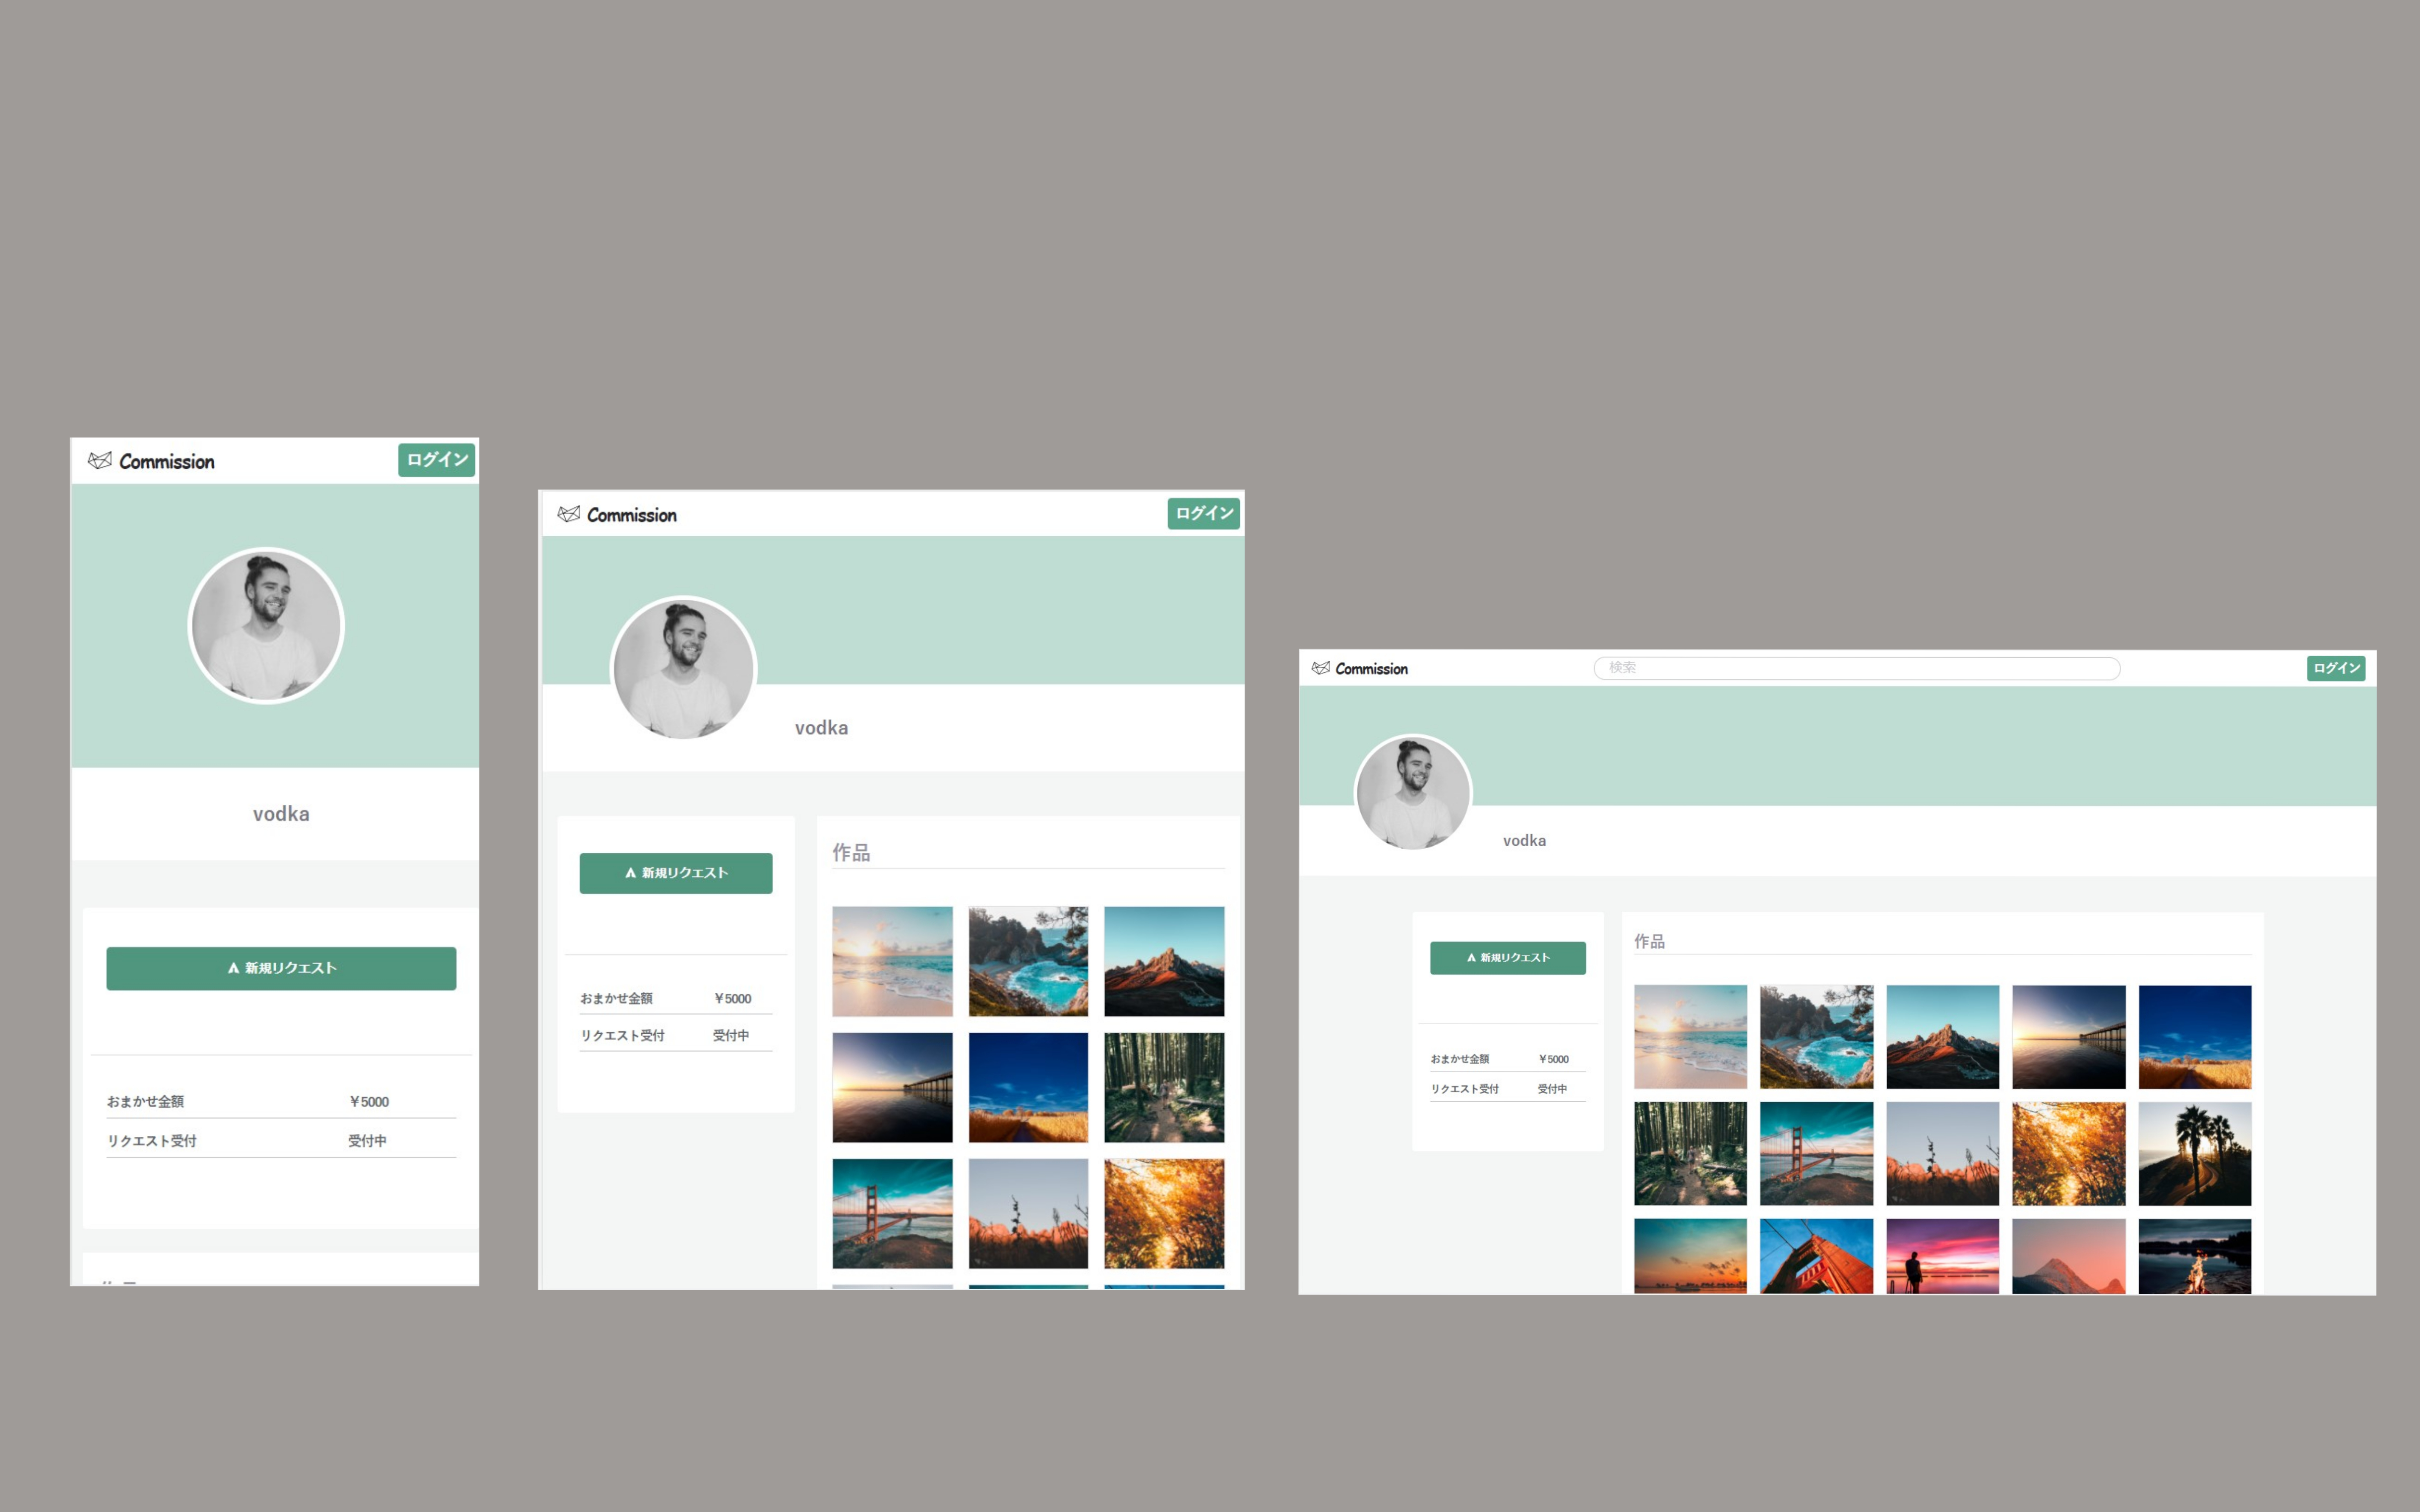 Commission
ログイン
vodka
新規リクエスト
おまかせ金額 ￥5000
リクエスト受付 受付中
Commission
ログイン
vodka
新規リクエスト
おまかせ金額 ￥5000
リクエスト受付 受付中
作品
Commission
検索
ログイン
vodka
新規リクエスト
おまかせ金額 ￥5000
リクエスト受付 受付中
作品